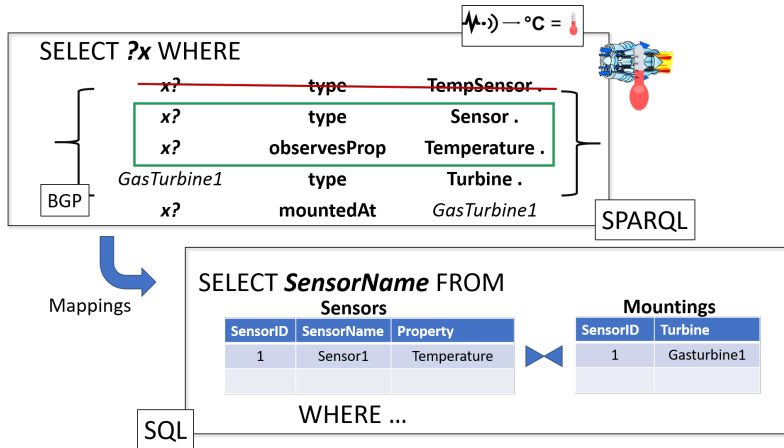 °C =
SELECT ?x WHERE
x? type TempSensor .
x? type Sensor .
x? observesProp Temperature .
GasTurbine1 type Turbine .
x? mountedAt GasTurbine1
BGP
SPARQL
Mappings
SELECT SensorName FROM
Sensors
SensorID SensorName Property
1 Sensor1 Temperature
Mountings
SensorID Turbine
1 Gasturbine1
WHERE ...
SQL